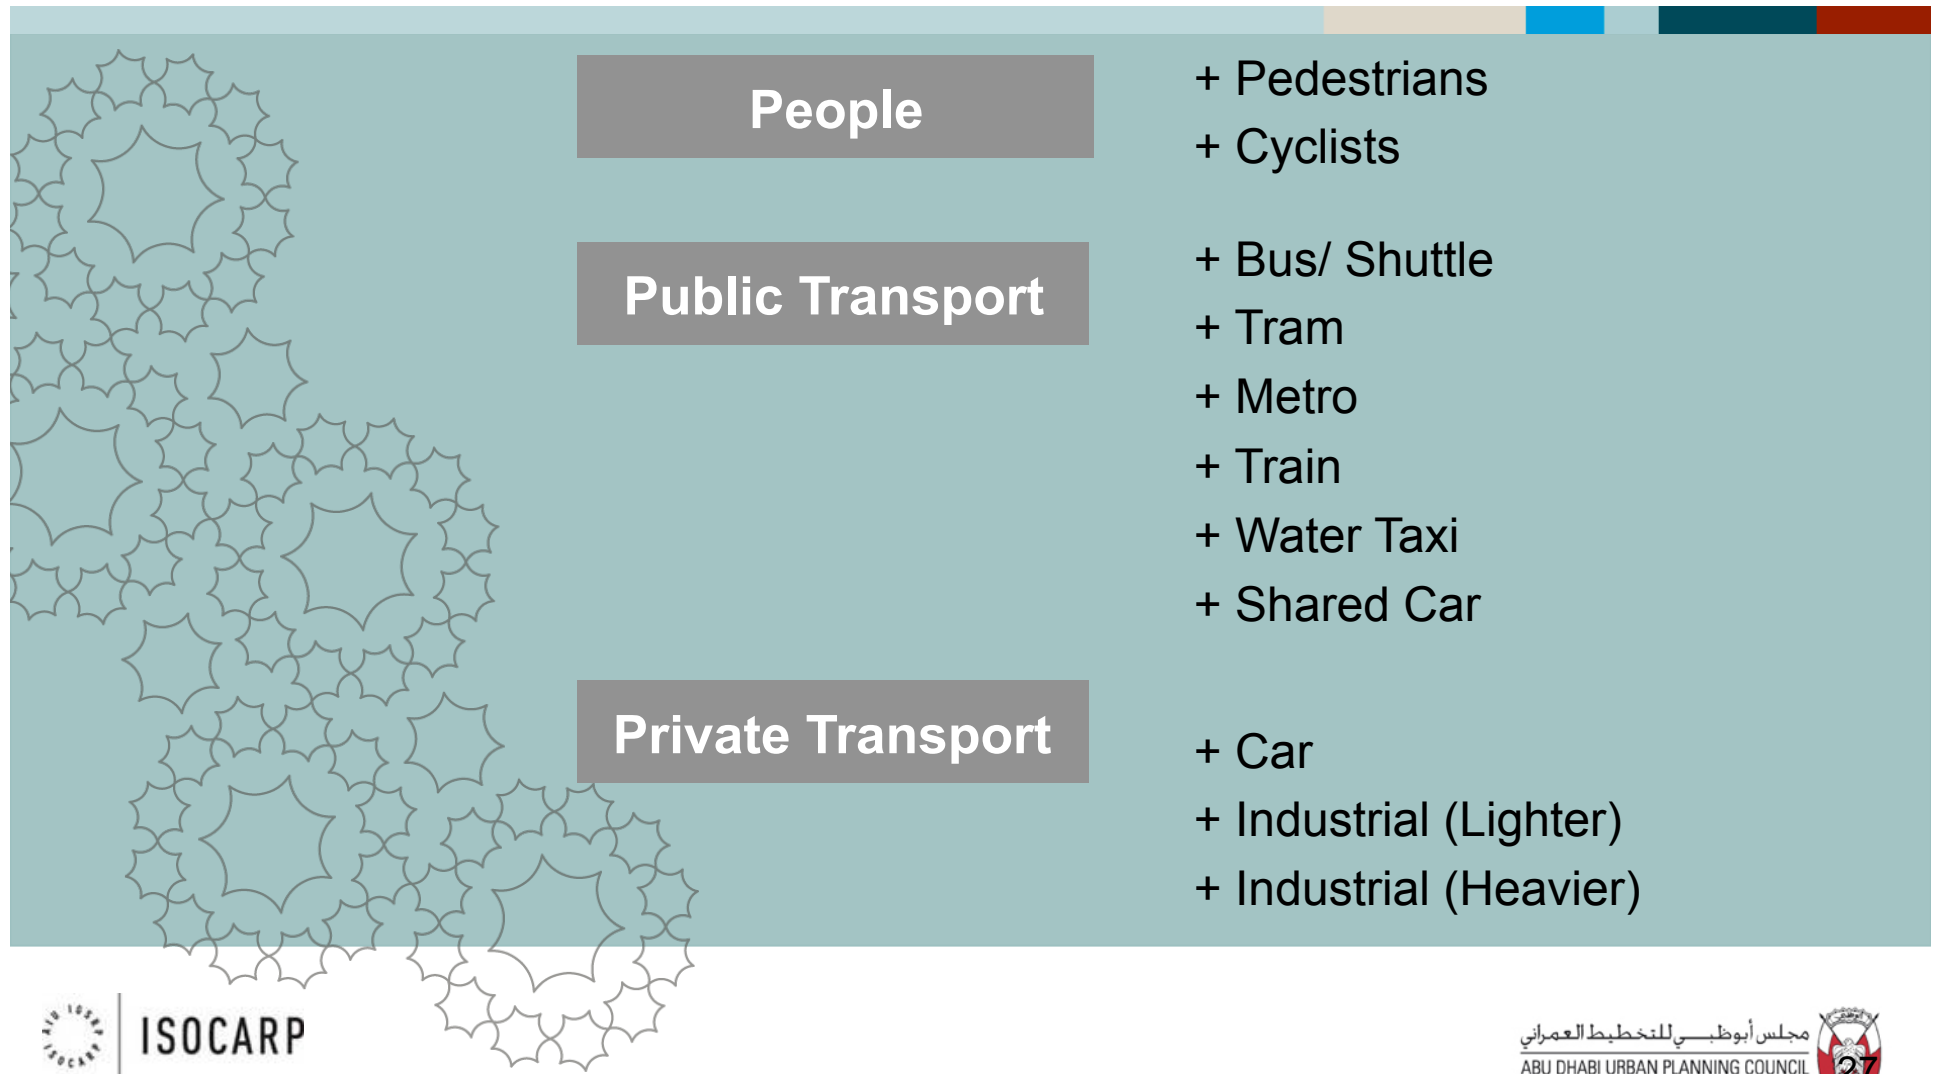 People
+ Pedestrians
+ Cyclists
Public Transport
+ Bus/ Shuttle
+ Tram
+ Metro
+ Train
+ Water Taxi
+ Shared Car
Private Transport
+ Car
+ Industrial (Lighter)
+ Industrial (Heavier)
ISOCARP
مجلس أبوظبي للتخطيط العمراني
ABU DHABI URBAN PLANNING COUNCIL
27